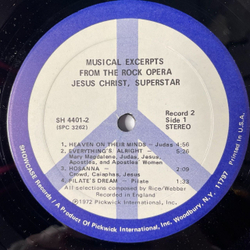 MUSICAL EXCERPTS
FROM THE ROCK OPERA
JESUS CHRIST, SUPERSTAR
SH 4401-2
(SPC 3262)
Record 2
Side 1
STEREO
1. HEAVEN ON THEIR MINDS - Judas 4:56
2. EVERYTHING'S ALRIGHT - 5:26
Mary Magdalene, Judas, Jesus,
Apostles, and Apostles' Women
3. HOSANNA - 2:09
Crowd, Caiaphas, Jesus
4. PILATE'S DREAM - Pilate 1:28
All selections composed by Rice/Webber
Recorded in England
℗1972 Pickwick International, Inc.
SHOWCASE Records / A Product Of Pickwick International, Inc. Woodbury, N.Y. 11797
Printed in U.S.A.